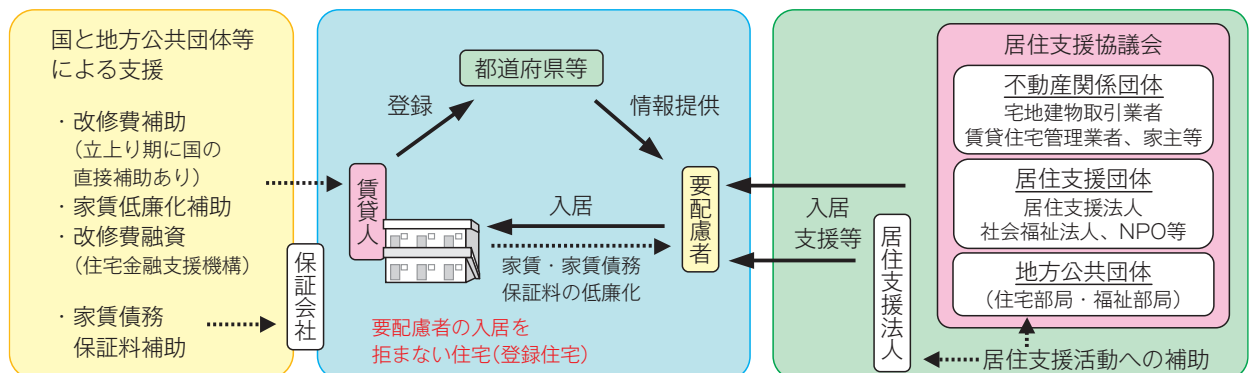 国と地方公共団体等
による支援
・改修費補助
(立上り期に国の
直接補助あり)
・家賃低廉化補助
・改修費融資
(住宅金融支援機構)
・家賃債務
保証料補助
保証会社
都道府県等
登録
情報提供
賃貸人
要配慮者
入居
家賃・家賃債務
保証料の低廉化
要配慮者の入居を
拒まない住宅(登録住宅)
入居
支援等
居住支援法人
居住支援協議会
不動産関係団体
宅地建物取引業者
賃貸住宅管理業者、家主等
居住支援団体
居住支援法人
社会福祉法人、NPO等
地方公共団体
(住宅部局・福祉部局)
居住支援活動への補助